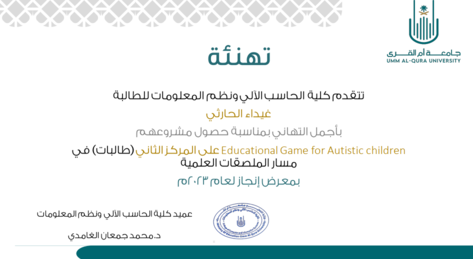 جامعة أم القرى
UMM AL-QURA UNIVERSITY
تهنئة
تتقدم كلية الحاسب الآلي ونظم المعلومات للطالبة
غيداء الحارثي
بأجمل التهاني بمناسبة حصول مشروعهم
Educational Game for Autistic children على المركز الثاني (طالبات) في
مسار الملصقات العلمية
بمعرض إنجاز لعام ٢٠٢٣م
عميد كلية الحاسب الآلي ونظم المعلومات
د.محمد جمعان الغامدي